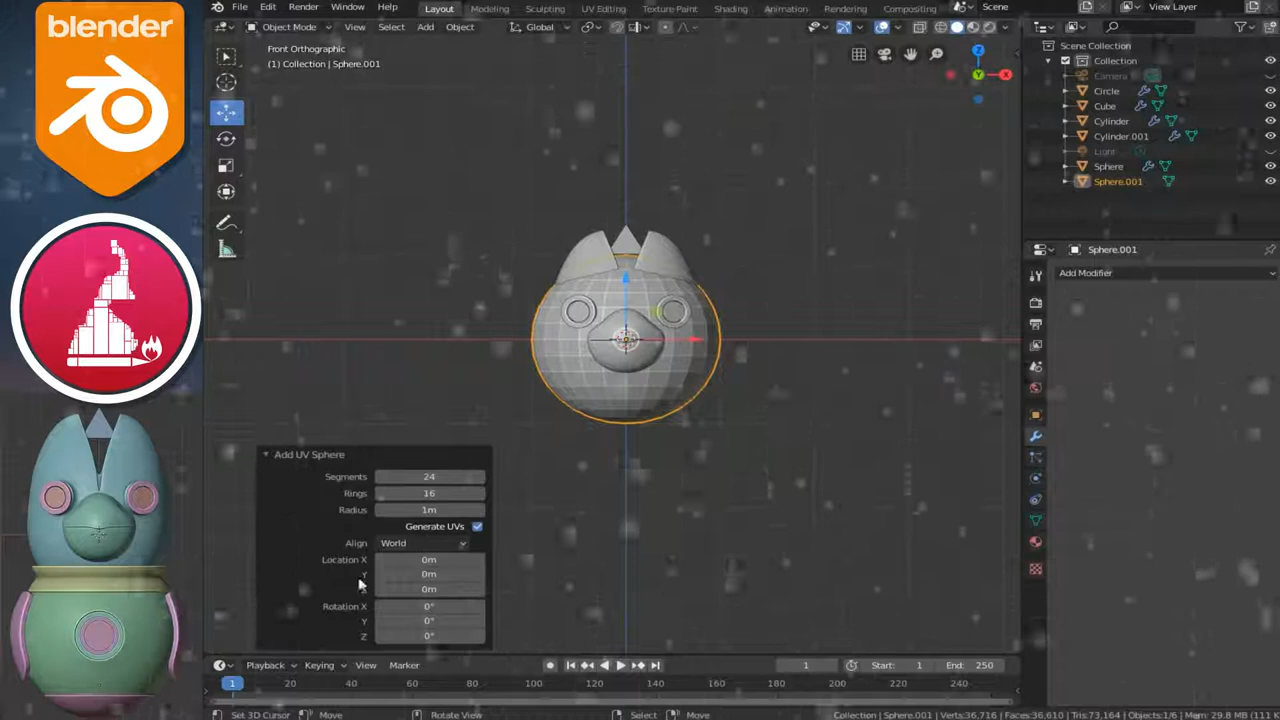 blender
File Edit Render Window Help
Layout Modeling Sculpting UV Editing Texture Paint Shading Animation Rendering Compositing
Scene
View Layer
Object Mode View Select Add Object
Global
Front Orthographic
(1) Collection | Sphere.001
Z
Y
X
Scene Collection
Collection
Camera
Circle
Cube
Cylinder
Cylinder.001
Light
Sphere
Sphere.001
Sphere.001
Add Modifier
Add UV Sphere
Segments 24
Rings 16
Radius 1m
Generate UVs
Align World
Location X 0m
Y 0m
Z 0m
Rotation X 0°
Y 0°
Z 0°
Playback Keying View Marker
1 Start: 1 End: 250
1 20 40 60 80 100 120 140 160 180 200 220 240
Set 3D Cursor Move Rotate View Select Move
Collection | Sphere.001 | Verts:36,716 | Faces:36,610 | Tris:73,164 | Objects:1/6 | Mem: 29.8 MB